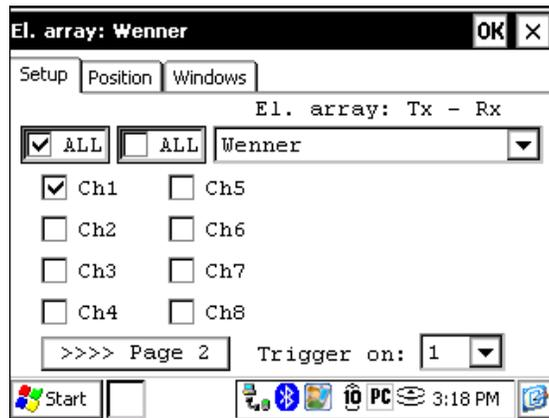 El. array: Wenner OK
Setup Position Windows
El. array: Tx - Rx
ALL ALL Wenner
Ch1 Ch5
Ch2 Ch6
Ch3 Ch7
Ch4 Ch8
>>>> Page 2 Trigger on: 1
Start PC 3:18 PM